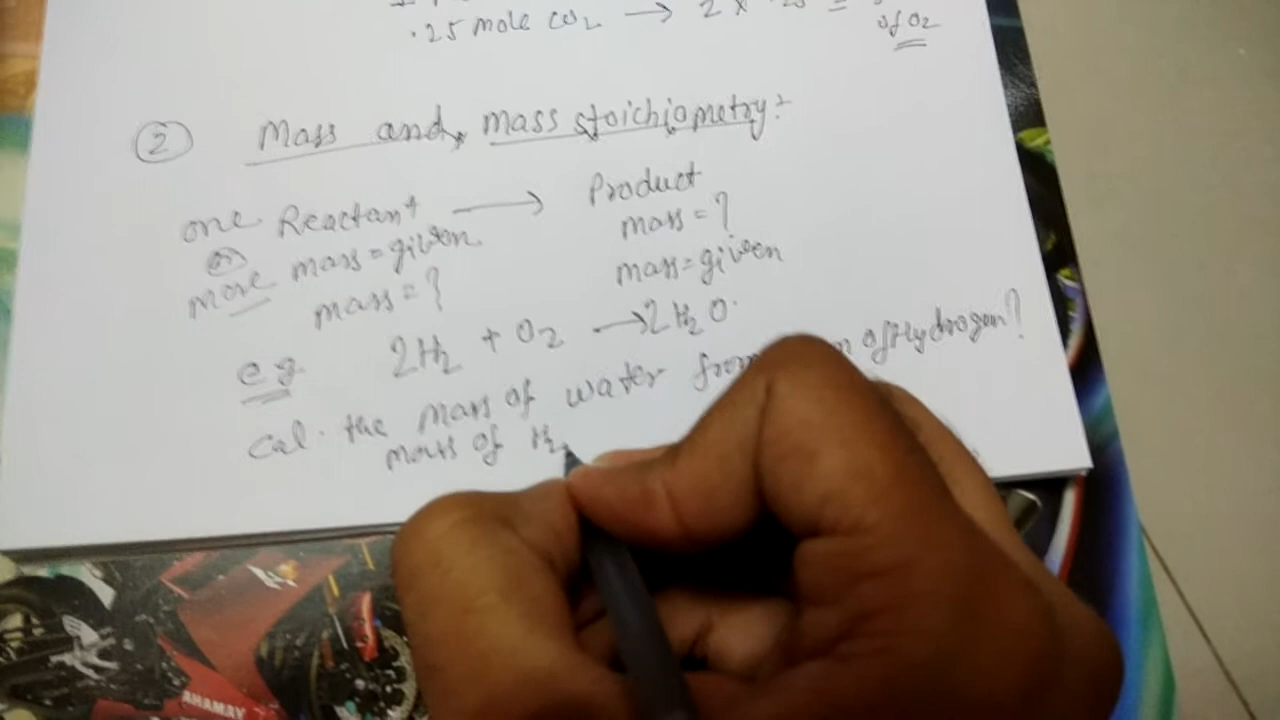 .25 mole CO2 → 2 ×
of O2
② Mass and, mass stoichiometry:
one Reactant → Product
or mass = given mass = ?
more mass = ? mass = given
e.g 2H2 + O2 → 2H2O.
Cal. the mass of water from of Hydrogen?
mass of H2
AHAMAY